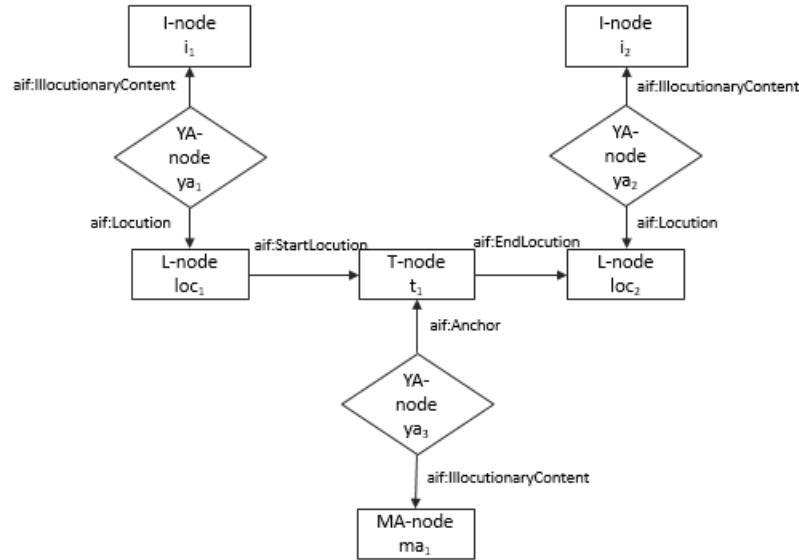 I-node
i₁
I-node
i₂
aif:IllocutionaryContent
aif:IllocutionaryContent
YA-
node
ya₁
YA-
node
ya₂
aif:Locution
aif:Locution
L-node
loc₁
aif:StartLocution
T-node
t₁
aif:EndLocution
L-node
loc₂
aif:Anchor
YA-
node
ya₃
aif:IllocutionaryContent
MA-node
ma₁